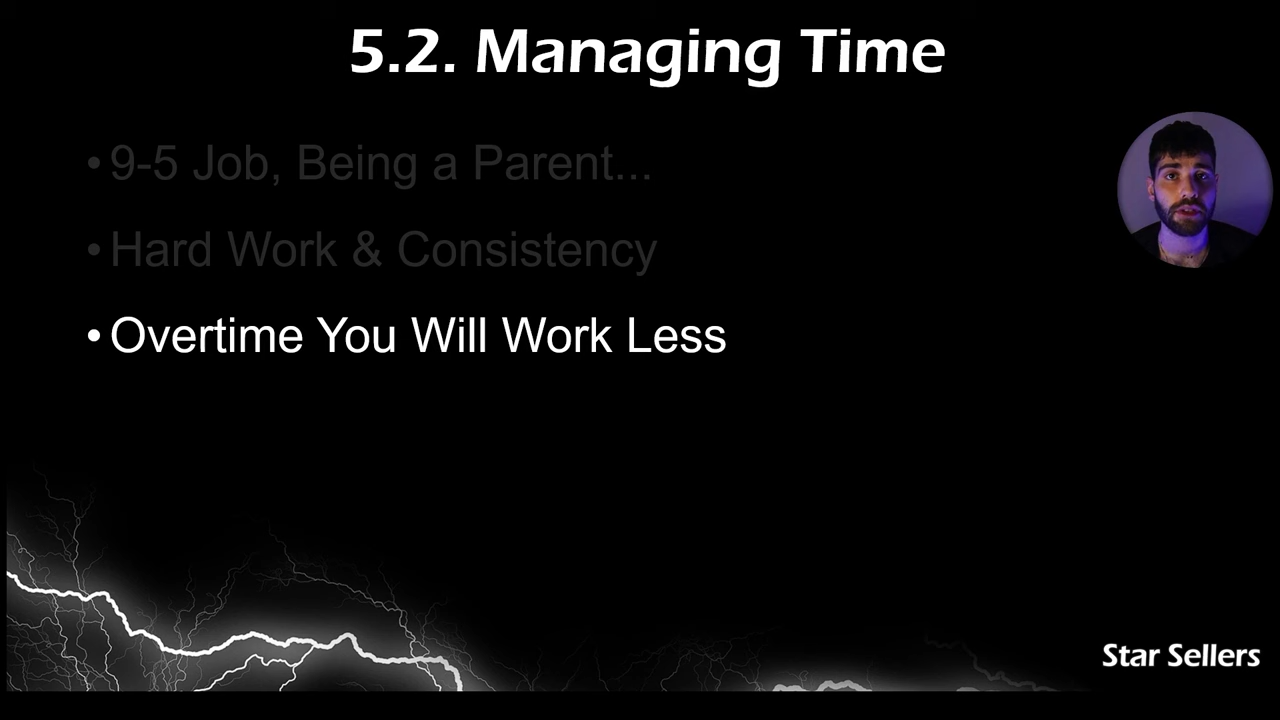 5.2. Managing Time
• 9-5 Job, Being a Parent...
• Hard Work & Consistency
• Overtime You Will Work Less
Star Sellers